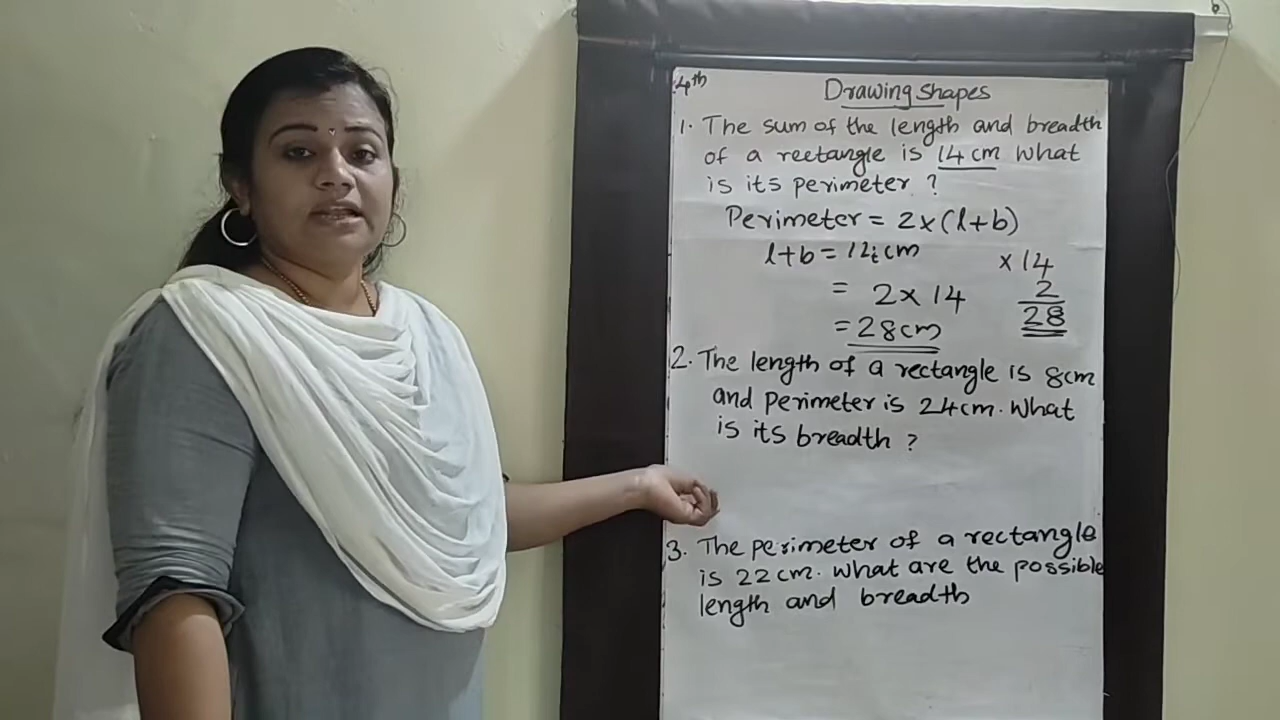 4th
Drawing shapes
1. The sum of the length and breadth
of a rectangle is 14 cm What
is its perimeter ?
Perimeter = 2 x (l+b)
l+b = 14 cm
= 2 x 14
= 28cm
x 14
2
28
2. The length of a rectangle is 8cm
and perimeter is 24cm. What
is its breadth ?
3. The perimeter of a rectangle
is 22 cm. What are the possible
length and breadth